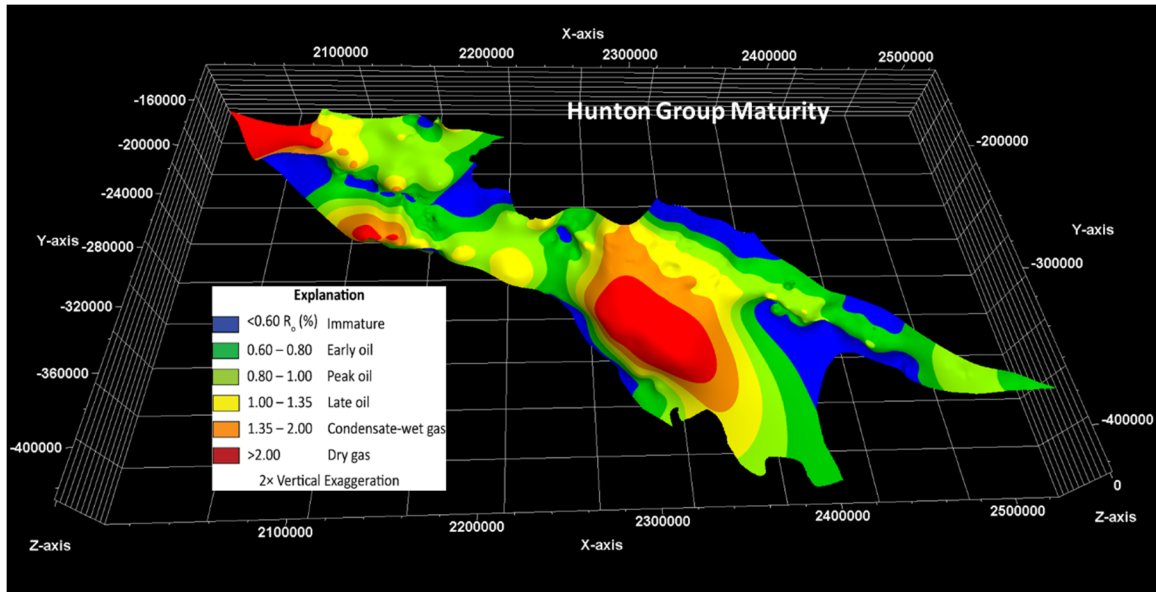 X-axis
2100000 2200000 2300000 2400000 2500000
Hunton Group Maturity
-160000
-200000
-240000
Y-axis -280000
-320000
-360000
-400000
-200000
Y-axis
-300000
-400000
0
Z-axis
Explanation
<0.60 Ro (%) Immature
0.60 – 0.80 Early oil
0.80 – 1.00 Peak oil
1.00 – 1.35 Late oil
1.35 – 2.00 Condensate-wet gas
>2.00 Dry gas
2× Vertical Exaggeration
Z-axis
2100000 2200000 2300000 2400000 2500000
X-axis